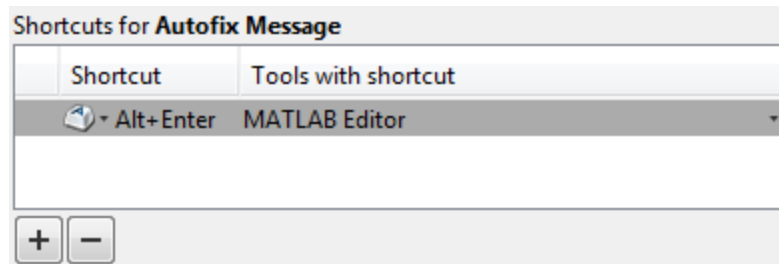 Shortcuts for Autofix Message
Shortcut Tools with shortcut
Alt+Enter MATLAB Editor